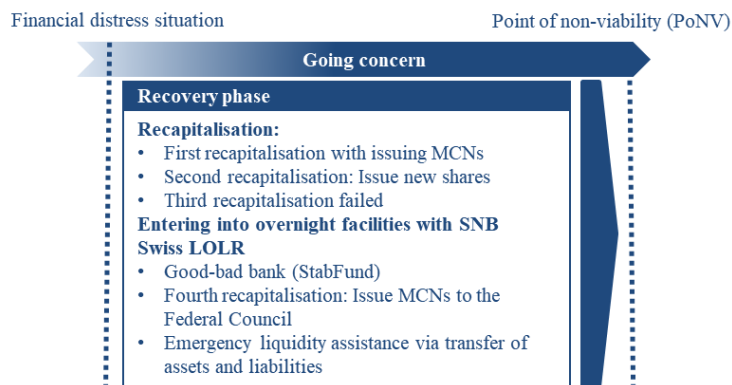 Financial distress situation
Point of non-viability (PoNV)
Going concern
Recovery phase
Recapitalisation:
• First recapitalisation with issuing MCNs
• Second recapitalisation: Issue new shares
• Third recapitalisation failed
Entering into overnight facilities with SNB
Swiss LOLR
• Good-bad bank (StabFund)
• Fourth recapitalisation: Issue MCNs to the
Federal Council
• Emergency liquidity assistance via transfer of
assets and liabilities